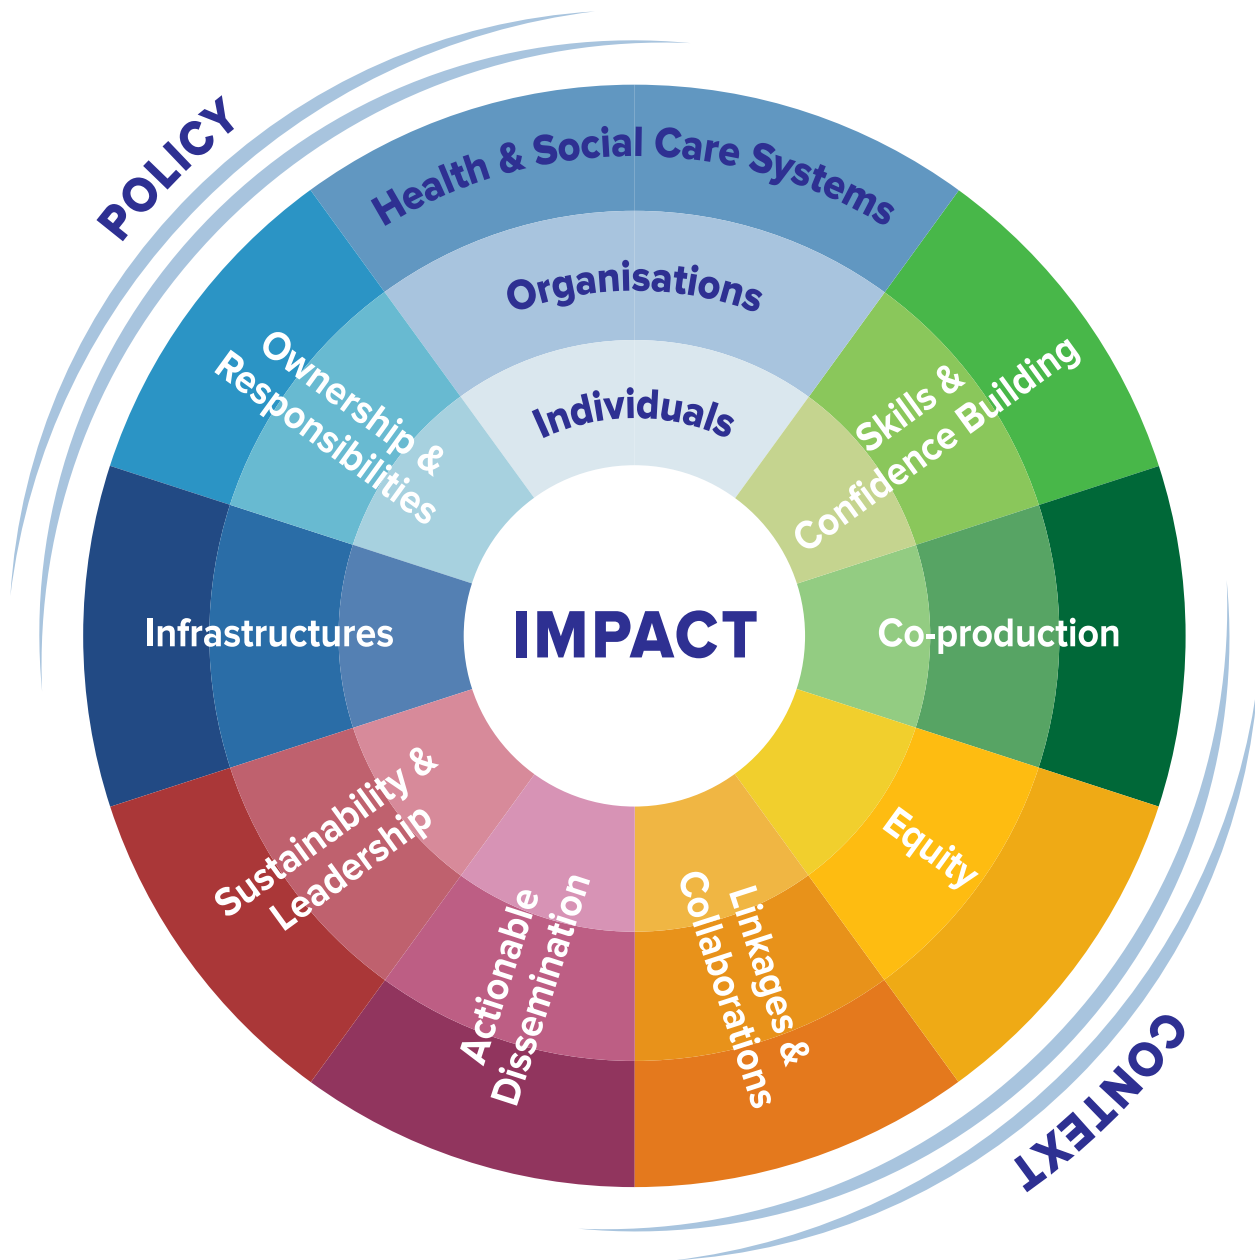 POLICY
Health & Social Care Systems
Organisations
Individuals
Skills &
Confidence Building
Co-production
Equity
Linkages &
Collaborations
Actionable
Dissemination
Sustainability &
Leadership
Infrastructures
Ownership &
Responsibilities
IMPACT
CONTEXT